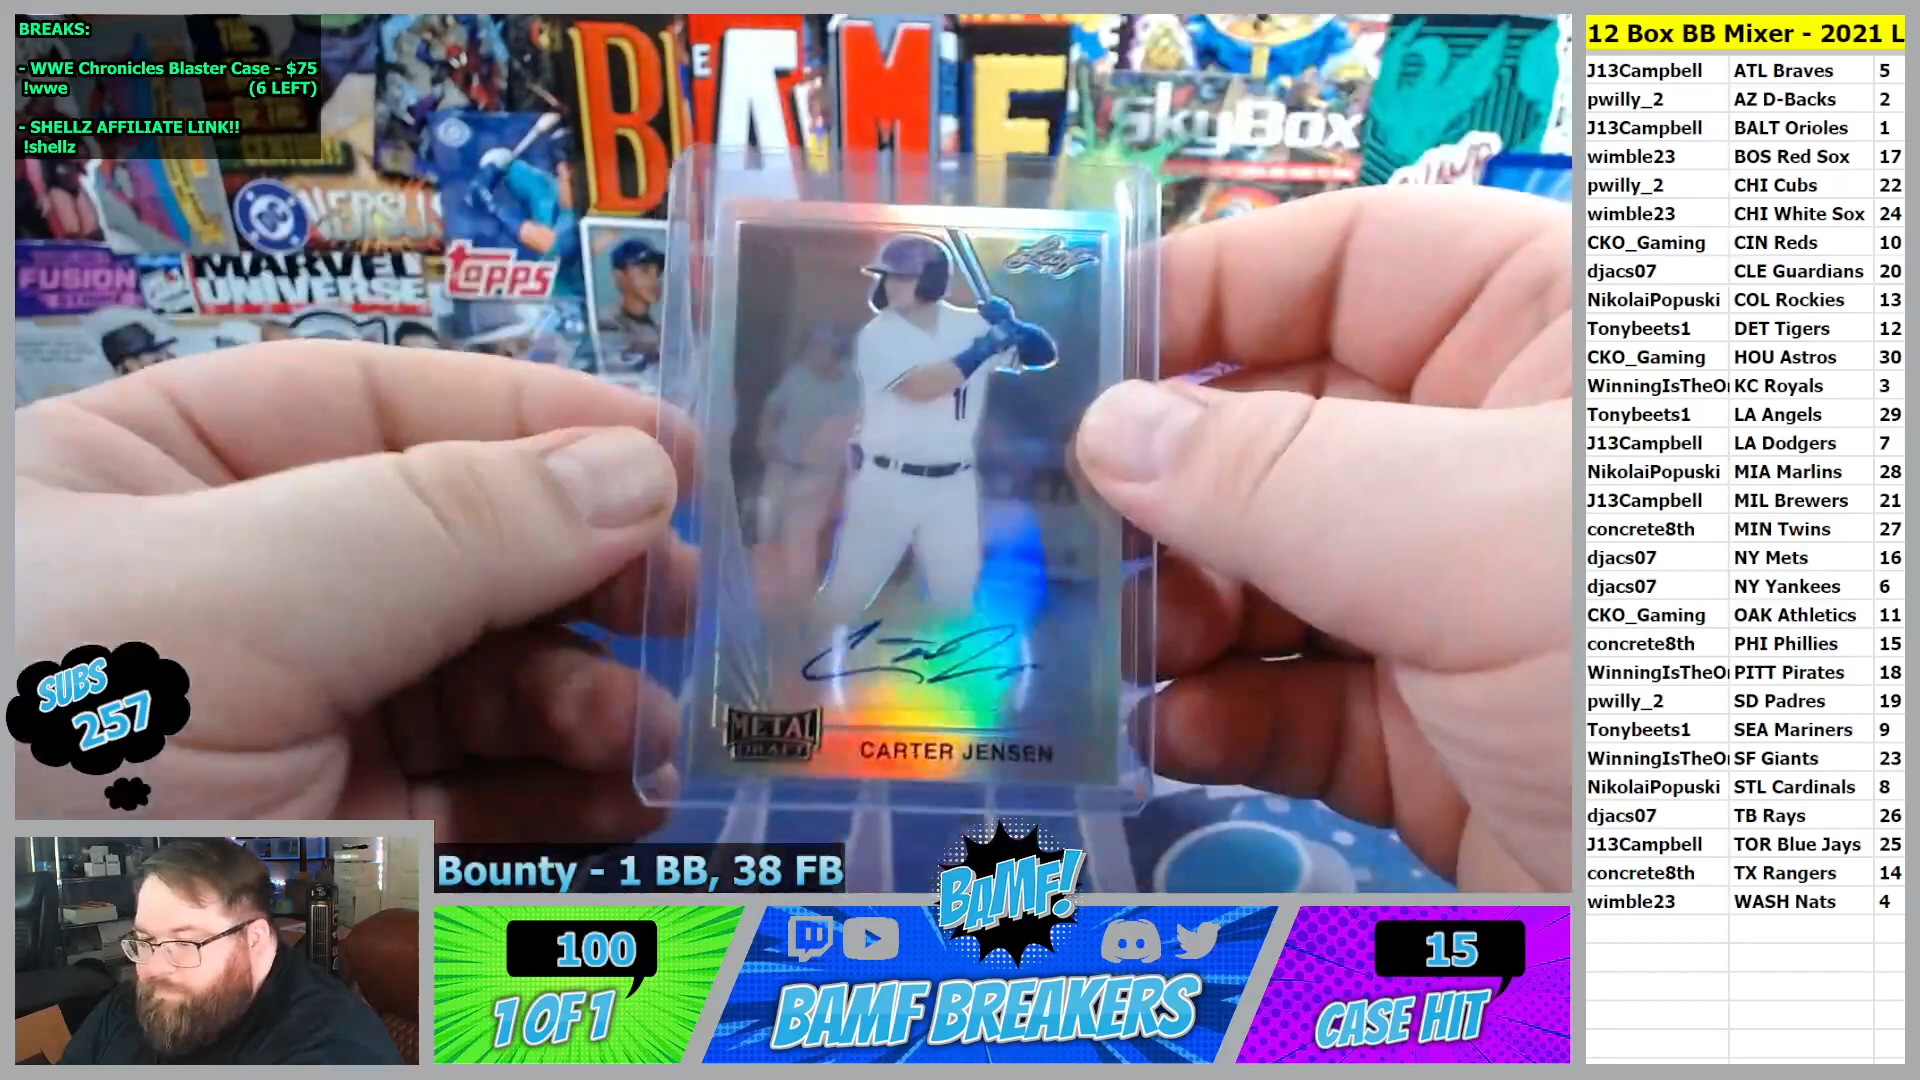 BREAKS:
- WWE Chronicles Blaster Case - $75
!wwe (6 LEFT)
- SHELLZ AFFILIATE LINK!!
!shellz
BAMF
SkyBox
DC
VERSUS
FUSION
MARVEL
UNIVERSE
TOPPS
Leaf
11
METAL
DRAFT
CARTER JENSEN
SUBS
257
Bounty - 1 BB, 38 FB
BAMF!
100
1 OF 1
BAMF BREAKERS
15
CASE HIT
12 Box BB Mixer - 2021 L
J13Campbell ATL Braves 5
pwilly_2 AZ D-Backs 2
J13Campbell BALT Orioles 1
wimble23 BOS Red Sox 17
pwilly_2 CHI Cubs 22
wimble23 CHI White Sox 24
CKO_Gaming CIN Reds 10
djacs07 CLE Guardians 20
NikolaiPopuski COL Rockies 13
Tonybeets1 DET Tigers 12
CKO_Gaming HOU Astros 30
WinningIsTheO KC Royals 3
Tonybeets1 LA Angels 29
J13Campbell LA Dodgers 7
NikolaiPopuski MIA Marlins 28
J13Campbell MIL Brewers 21
concrete8th MIN Twins 27
djacs07 NY Mets 16
djacs07 NY Yankees 6
CKO_Gaming OAK Athletics 11
concrete8th PHI Phillies 15
WinningIsTheO PITT Pirates 18
pwilly_2 SD Padres 19
Tonybeets1 SEA Mariners 9
WinningIsTheO SF Giants 23
NikolaiPopuski STL Cardinals 8
djacs07 TB Rays 26
J13Campbell TOR Blue Jays 25
concrete8th TX Rangers 14
wimble23 WASH Nats 4